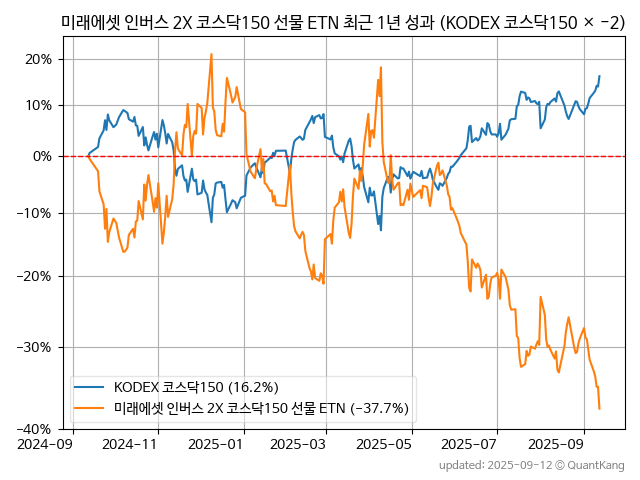 미래에셋 인버스 2X 코스닥150 선물 ETN 최근 1년 성과 (KODEX 코스닥150 × −2)
20%
10%
0%
−10%
−20%
−30%
−40%
KODEX 코스닥150 (16.2%)
미래에셋 인버스 2X 코스닥150 선물 ETN (−37.7%)
2024-09 2024-11 2025-01 2025-03 2025-05 2025-07 2025-09
updated: 2025-09-12 © QuantKang